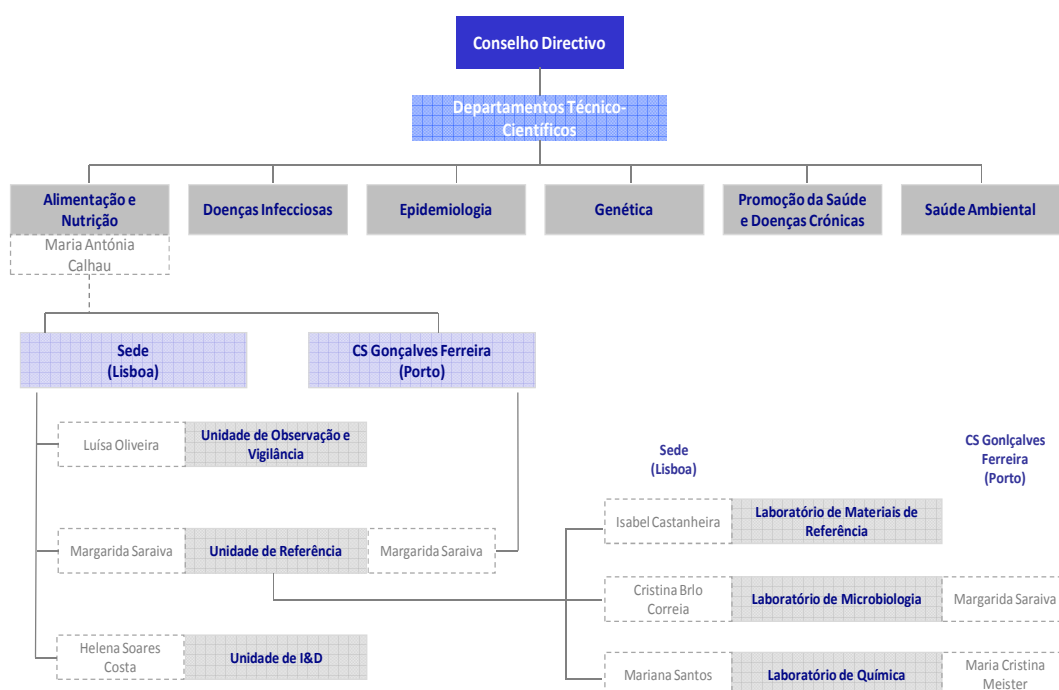 Conselho Directivo
Departamentos Técnico-
Científicos
Alimentação e
Nutrição
Doenças Infecciosas
Epidemiologia
Genética
Promoção da Saúde
e Doenças Crónicas
Saúde Ambiental
Maria Antónia
Calhau
Sede
(Lisboa)
CS Gonçalves Ferreira
(Porto)
Luísa Oliveira
Unidade de Observação e
Vigilância
Sede
(Lisboa)
CS Gonlçalves
Ferreira
(Porto)
Isabel Castanheira
Laboratório de Materiais de
Referência
Margarida Saraiva
Unidade de Referência
Margarida Saraiva
Cristina Brlo
Correia
Laboratório de Microbiologia
Margarida Saraiva
Helena Soares
Costa
Unidade de I&D
Mariana Santos
Laboratório de Química
Maria Cristina
Meister